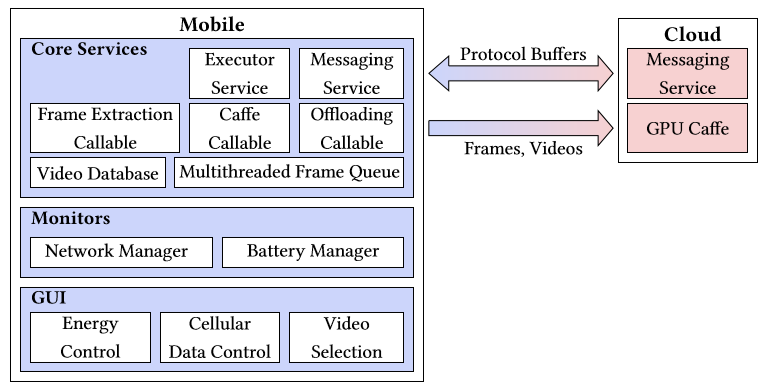 Mobile
Core Services
Executor
Service
Messaging
Service
Frame Extraction
Callable
Caffe
Callable
Offloading
Callable
Video Database
Multithreaded Frame Queue
Monitors
Network Manager
Battery Manager
GUI
Energy
Control
Cellular
Data Control
Video
Selection
Protocol Buffers
Frames, Videos
Cloud
Messaging
Service
GPU Caffe